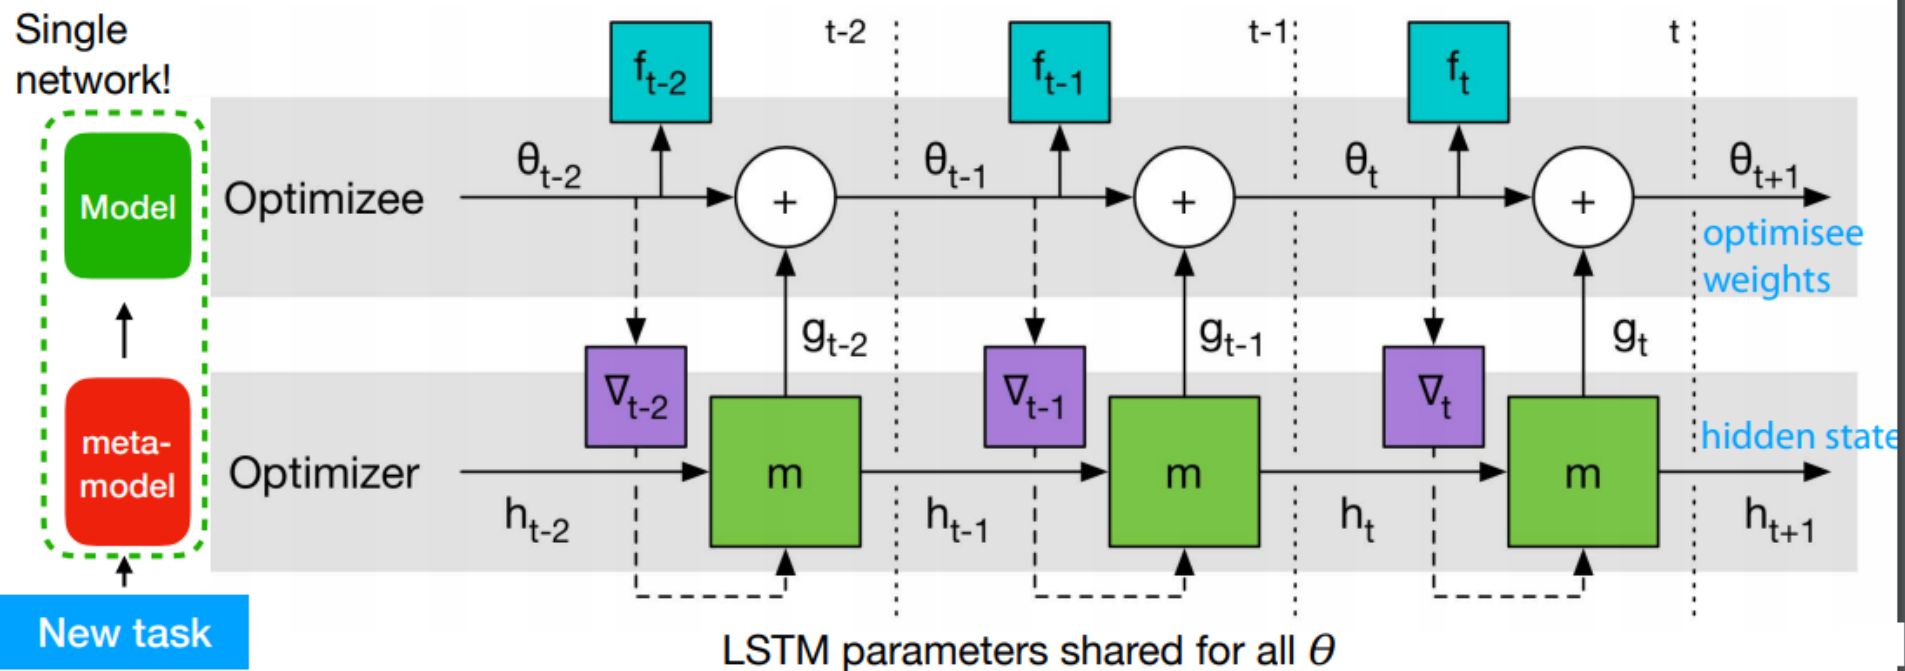 Single
network!
t-2
t-1
t
f_{t-2}
f_{t-1}
f_t
Model
Optimizee
θ_{t-2}
+
θ_{t-1}
+
θ_t
+
θ_{t+1}
optimisee
weights
g_{t-2}
g_{t-1}
g_t
∇_{t-2}
∇_{t-1}
∇_t
meta-
model
Optimizer
m
m
m
hidden state
h_{t-2}
h_{t-1}
h_t
h_{t+1}
New task
LSTM parameters shared for all θ